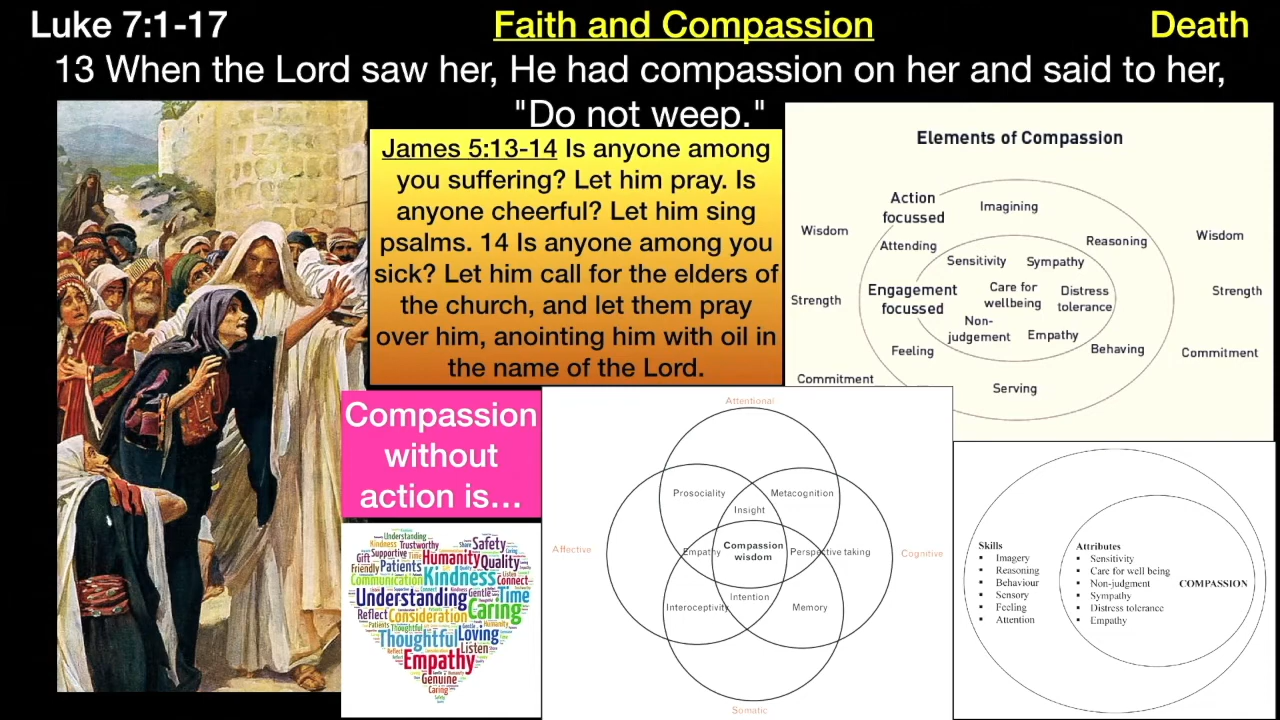 Luke 7:1-17
Faith and Compassion
Death
13 When the Lord saw her, He had compassion on her and said to her,
"Do not weep."
James 5:13-14 Is anyone among
you suffering? Let him pray. Is
anyone cheerful? Let him sing
psalms. 14 Is anyone among you
sick? Let him call for the elders of
the church, and let them pray
over him, anointing him with oil in
the name of the Lord.
Elements of Compassion
Action
focussed
Imagining
Wisdom
Attending
Reasoning
Wisdom
Sensitivity
Sympathy
Engagement
focussed
Care for
wellbeing
Distress
tolerance
Strength
Strength
Non-
judgement
Empathy
Feeling
Behaving
Commitment
Commitment
Serving
Compassion
without
action is...
Understanding
Kindness
Trustworthy
Share
Safety
Gift
Supportive
Time
Humanity
Quality
Friendly
Patients
Communication
Kindness
Listen
Connect
Understanding
Gentle
Time
Reflect
Consideration
Caring
Patients
Thoughtful
Humanity
Thoughtful
Loving
Reflect
Listen
Empathy
Genuine
Caring
Attentional
Prosociality
Metacognition
Insight
Affective
Empathy
Compassion
wisdom
Perspective taking
Cognitive
Intention
Interoceptivity
Memory
Somatic
Skills
Imagery
Reasoning
Behaviour
Sensory
Feeling
Attention
Attributes
Sensitivity
Care for well being
Non-judgment
Sympathy
Distress tolerance
Empathy
COMPASSION